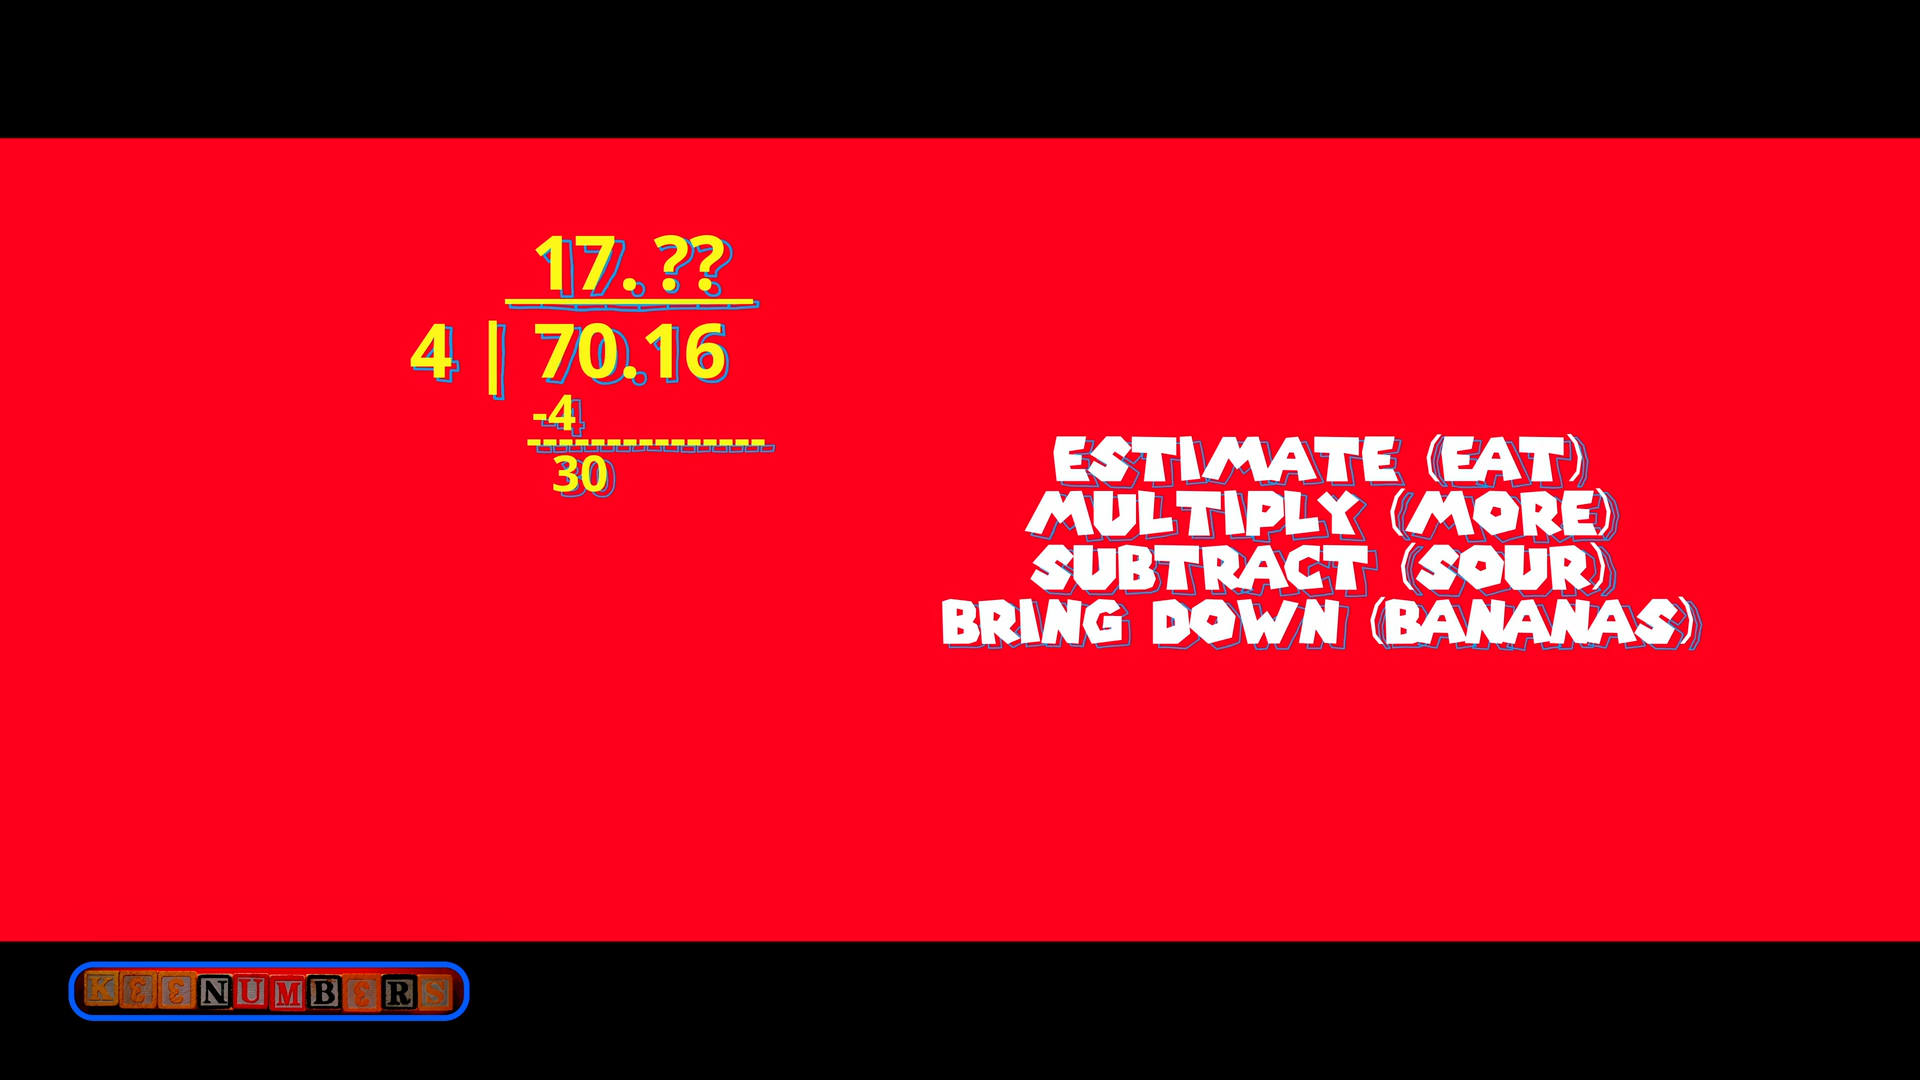 17.??
4 | 70.16
-4
---------------
30
ESTIMATE (EAT)
MULTIPLY (MORE)
SUBTRACT (SOUR)
BRING DOWN (BANANAS)
KEENUMBERS